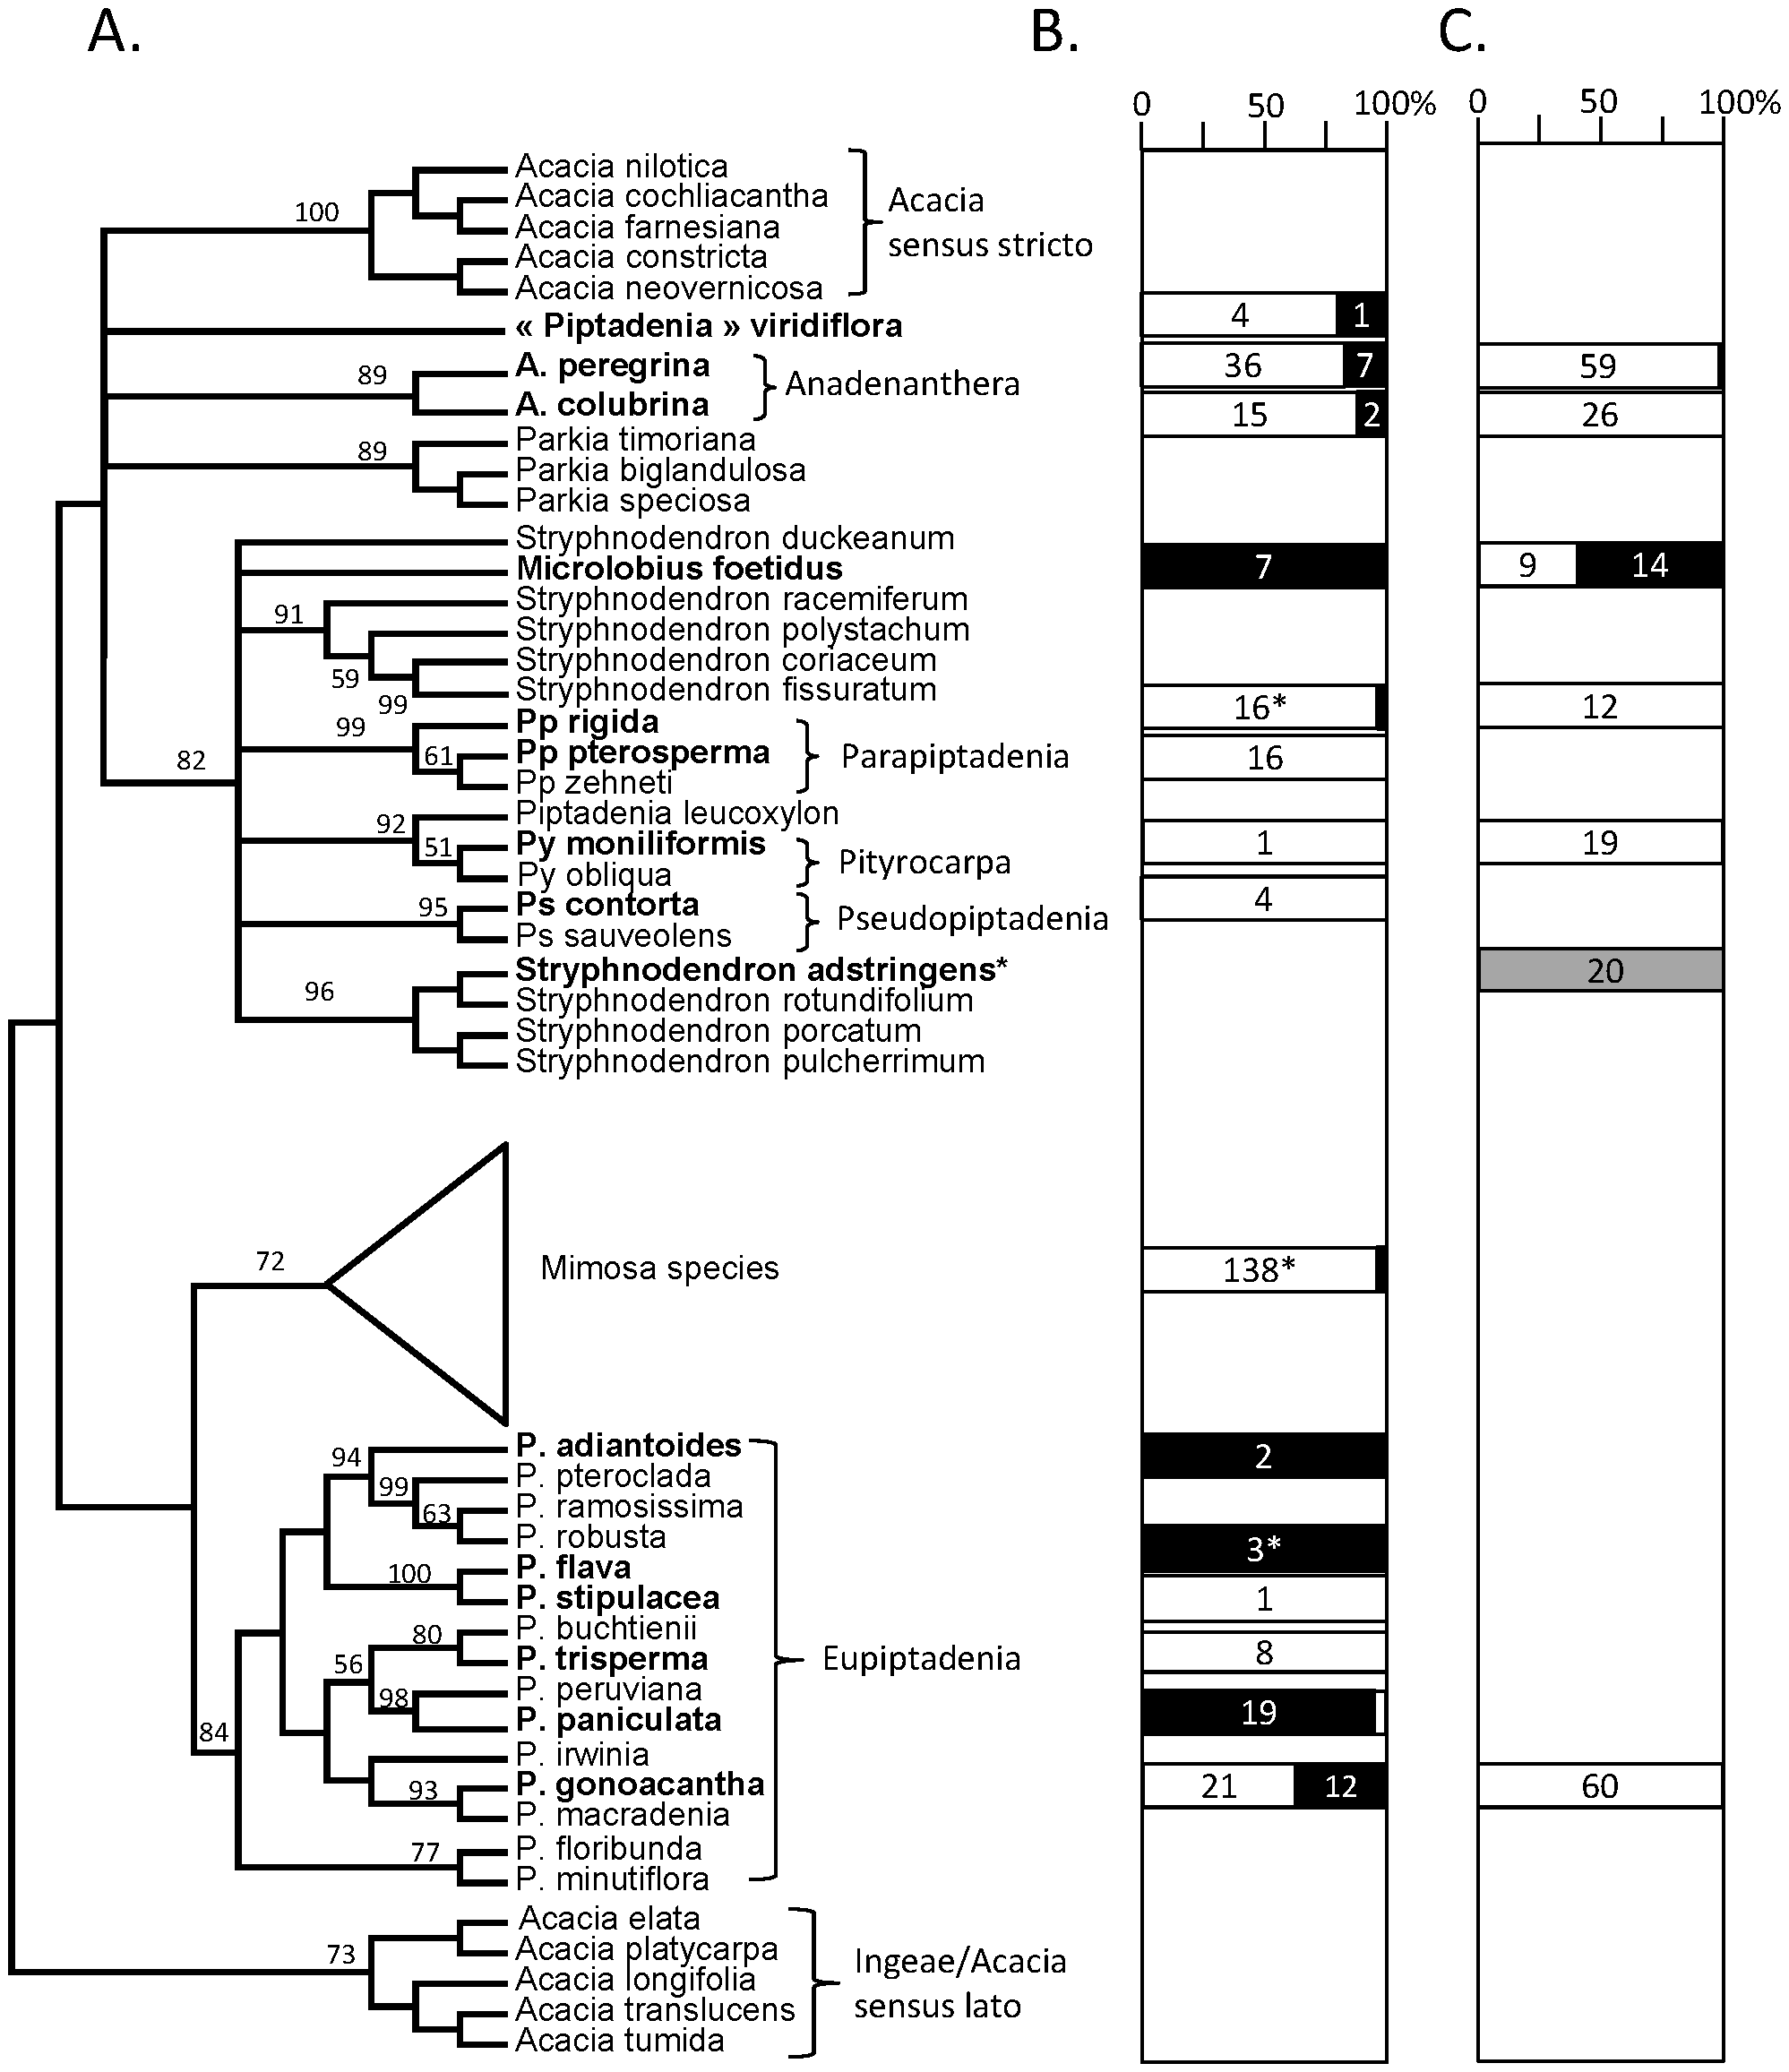 A. B. C.
0 50 100% 0 50 100%
Acacia nilotica
Acacia cochliacantha
Acacia
100 Acacia farnesiana
sensus stricto
Acacia constricta
Acacia neovernicosa
« Piptadenia » viridiflora 4 1
A. peregrina 36 7 59
89 Anadenanthera
A. colubrina 15 2 26
Parkia timoriana
89 Parkia biglandulosa
Parkia speciosa
Stryphnodendron duckeanum
Microlobius foetidus 7 9 14
Stryphnodendron racemiferum
91 Stryphnodendron polystachum
Stryphnodendron coriaceum
59 Stryphnodendron fissuratum
99 16* 12
99 Pp rigida
61 Pp pterosperma Parapiptadenia 16
82 Pp zehneti
Piptadenia leucoxylon
92
51 Py moniliformis 1 19
Pityrocarpa
Py obliqua
95 Ps contorta 4
Pseudopiptadenia
Ps sauveolens
Stryphnodendron adstringens* 20
96 Stryphnodendron rotundifolium
Stryphnodendron porcatum
Stryphnodendron pulcherrimum
72 Mimosa species 138*
94 P. adiantoides 2
99 P. pteroclada
63 P. ramosissima
P. robusta 3*
100 P. flava
P. stipulacea 1
80 P. buchtienii
56 P. trisperma Eupiptadenia 8
98 P. peruviana
P. paniculata 19
84 P. irwinia
93 P. gonoacantha 21 12 60
P. macradenia
77 P. floribunda
P. minutiflora
Acacia elata
73 Acacia platycarpa
Ingeae/Acacia
Acacia longifolia
sensus lato
Acacia translucens
Acacia tumida